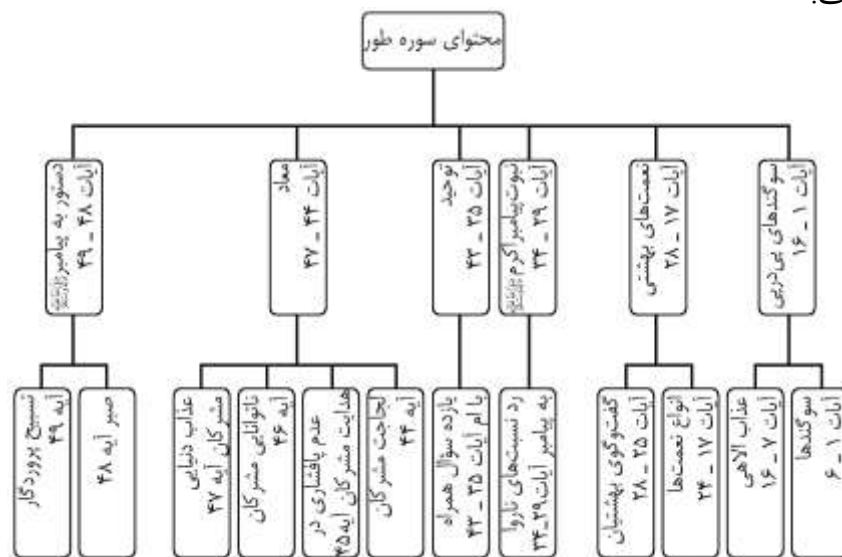 محتوای سوره طور
سوگندهای پی‌درپی
آیات ۱ _ ۱۶
نعمت‌های بهشتی
آیات ۱۷ _ ۲۸
نبوت پیامبر اکرم
آیات ۲۹ _ ۳۴
توحید
آیات ۳۵ _ ۴۳
معاد
آیات ۴۴ _ ۴۷
دستور به پیامبر
آیات ۴۸ _ ۴۹
سوگندها
آیات ۱ _ ۶
عذاب الاهی
آیات ۷ _ ۱۶
انواع نعمت‌ها
آیات ۱۷ _ ۲۴
گفت‌وگوی بهشتیان
آیات ۲۵ _ ۲۸
رد نسبت‌های ناروا
به پیامبر آیات ۲۹_۳۴
یازده سؤال همراه
با ام آیات ۳۵ _ ۴۳
لجاجت مشرکان
آیه ۴۴
عدم پافشاری در
هدایت مشرکان آیه ۴۵
ناتوانایی مشرکان
آیه ۴۶
عذاب دنیایی
مشرکان آیه ۴۷
صبر آیه ۴۸
تسبیح پروردگار
آیه ۴۹